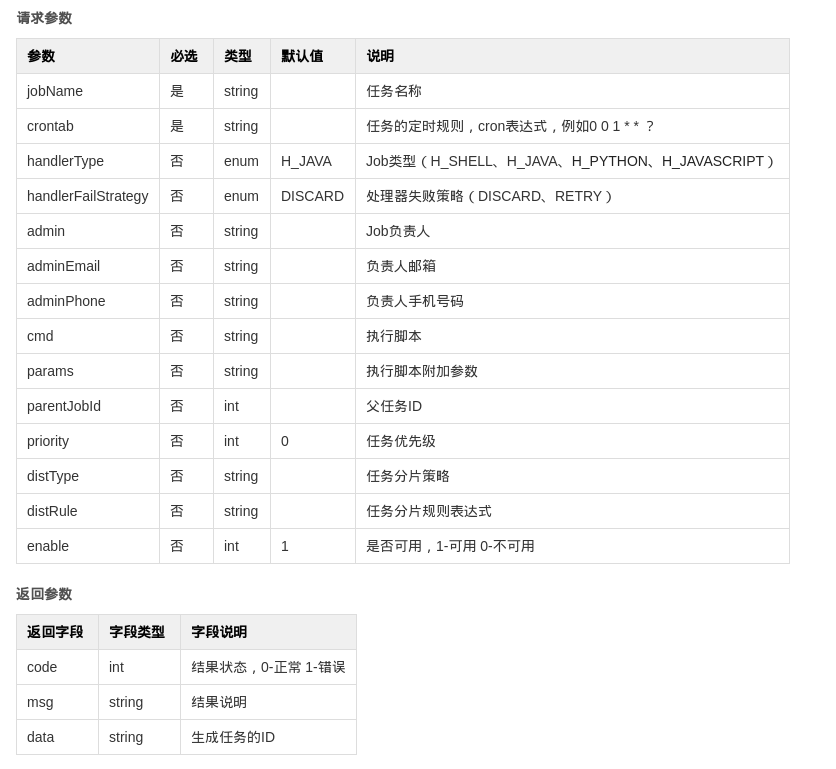 请求参数
参数 必选 类型 默认值 说明
jobName 是 string 任务名称
crontab 是 string 任务的定时规则，cron表达式，例如0 0 1 * * ？
handlerType 否 enum H_JAVA Job类型（H_SHELL、H_JAVA、H_PYTHON、H_JAVASCRIPT）
handlerFailStrategy 否 enum DISCARD 处理器失败策略（DISCARD、RETRY）
admin 否 string Job负责人
adminEmail 否 string 负责人邮箱
adminPhone 否 string 负责人手机号码
cmd 否 string 执行脚本
params 否 string 执行脚本附加参数
parentJobId 否 int 父任务ID
priority 否 int 0 任务优先级
distType 否 string 任务分片策略
distRule 否 string 任务分片规则表达式
enable 否 int 1 是否可用，1-可用 0-不可用
返回参数
返回字段 字段类型 字段说明
code int 结果状态，0-正常 1-错误
msg string 结果说明
data string 生成任务的ID